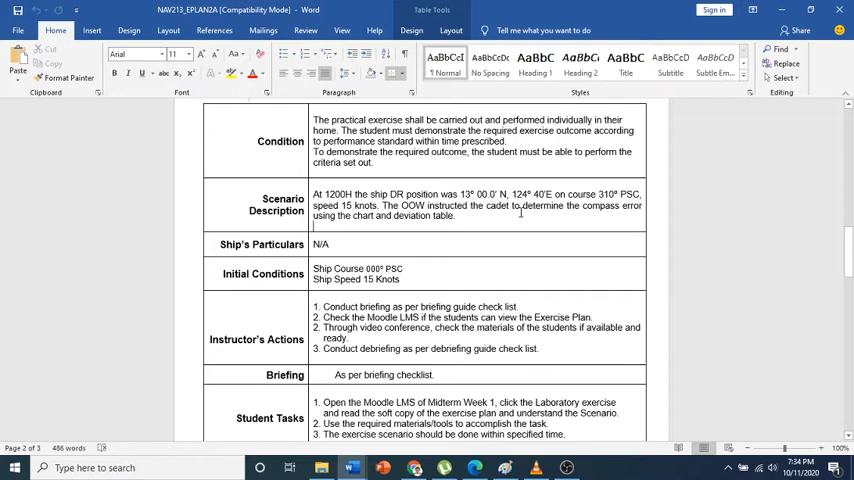 NAV213_EPLAN2A [Compatibility Mode] - Word
Table Tools
Sign in
File Home Insert Draw Design Layout References Mailings Review View Help Design Layout Tell me what you want to do Share
Paste
Cut
Copy
Format Painter
Clipboard
Arial 11
Font
Paragraph
AaBbCcI AaBbCcI AaBbC AaBbCc AaBbC AaBbCcD AaBbCcD
¶ Normal No Spacing Heading 1 Heading 2 Title Subtitle Subtle Em...
Styles
Find
Replace
Select
Editing
Condition
The practical exercise shall be carried out and performed individually in their
home. The student must demonstrate the required exercise outcome according
to performance standard within time prescribed.
To demonstrate the required outcome, the student must be able to perform the
criteria set out.
Scenario
Description
At 1200H the ship DR position was 13º 00.0' N, 124º 40'E on course 310º PSC,
speed 15 knots. The OOW instructed the cadet to determine the compass error
using the chart and deviation table.
Ship's Particulars
N/A
Initial Conditions
Ship Course 000º PSC
Ship Speed 15 Knots
Instructor's Actions
1. Conduct briefing as per briefing guide check list.
2. Check the Moodle LMS if the students can view the Exercise Plan.
2. Through video conference, check the materials of the students if available and
ready.
3. Conduct debriefing as per debriefing guide check list.
Briefing
As per briefing checklist.
Student Tasks
1. Open the Moodle LMS of Midterm Week 1, click the Laboratory exercise
and read the soft copy of the exercise plan and understand the Scenario.
2. Use the required materials/tools to accomplish the task.
3. The exercise scenario should be done within specified time.
Page 2 of 3 486 words
100%
Type here to search
7:34 PM
10/11/2020